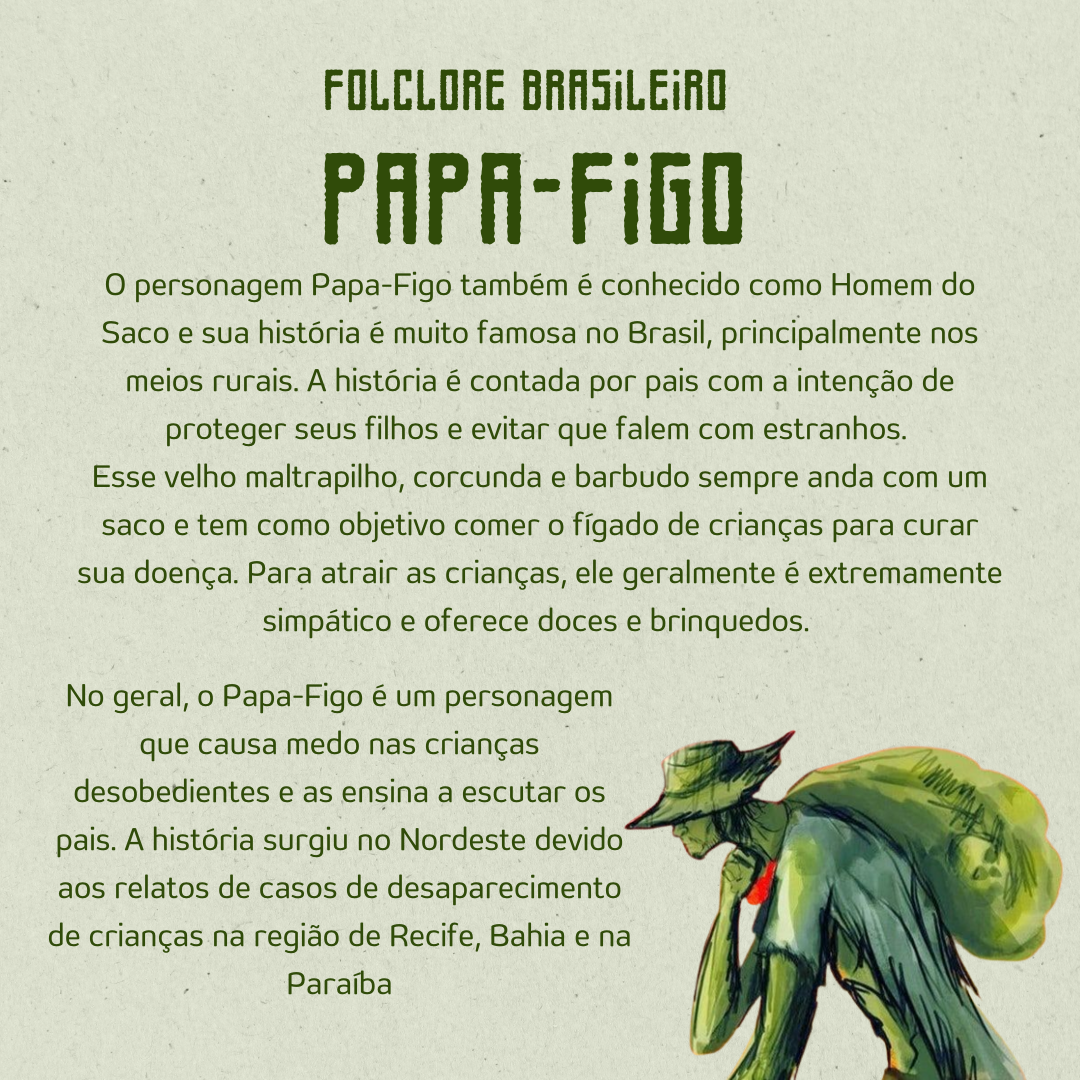 FOLCLORE BRASiLEiRO
PAPA-FiGO
O personagem Papa-Figo também é conhecido como Homem do
Saco e sua história é muito famosa no Brasil, principalmente nos
meios rurais. A história é contada por pais com a intenção de
proteger seus filhos e evitar que falem com estranhos.
Esse velho maltrapilho, corcunda e barbudo sempre anda com um
saco e tem como objetivo comer o fígado de crianças para curar
sua doença. Para atrair as crianças, ele geralmente é extremamente
simpático e oferece doces e brinquedos.
No geral, o Papa-Figo é um personagem
que causa medo nas crianças
desobedientes e as ensina a escutar os
pais. A história surgiu no Nordeste devido
aos relatos de casos de desaparecimento
de crianças na região de Recife, Bahia e na
Paraíba